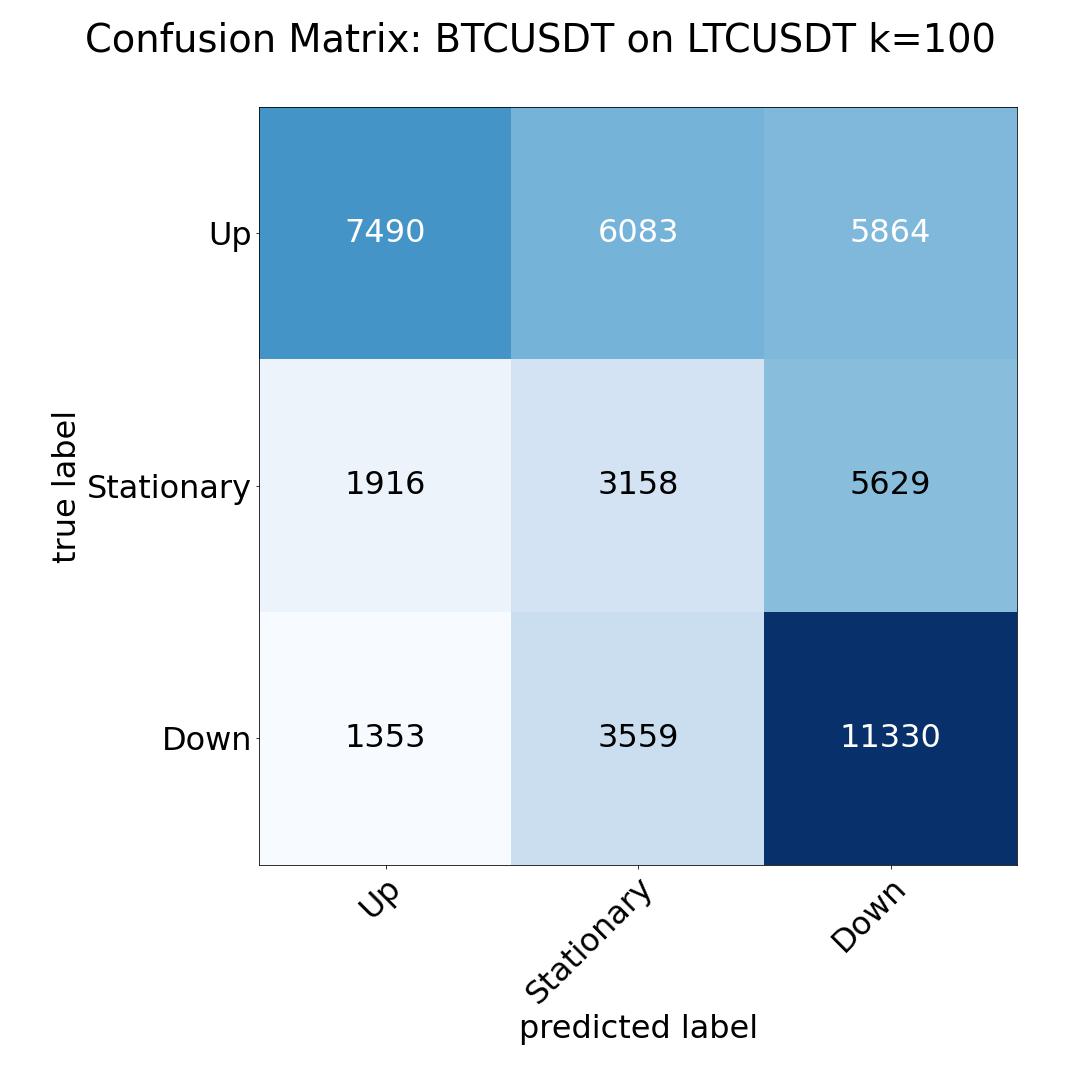 Confusion Matrix: BTCUSDT on LTCUSDT k=100
Up
7490 6083 5864
true label
Stationary
1916 3158 5629
Down
1353 3559 11330
Up
Stationary
Down
predicted label